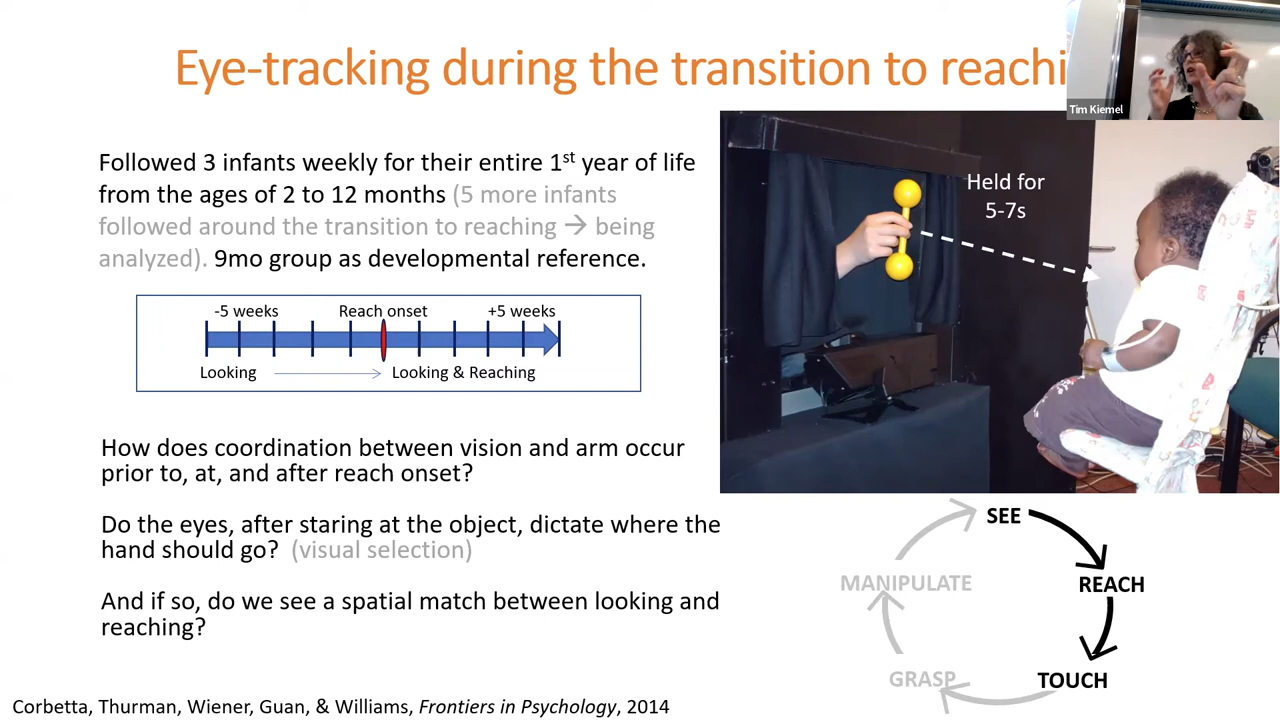 Eye-tracking during the transition to reachi
Tim Kiemel
Followed 3 infants weekly for their entire 1st year of life
from the ages of 2 to 12 months (5 more infants
followed around the transition to reaching → being
analyzed). 9mo group as developmental reference.
-5 weeks Reach onset +5 weeks
Looking Looking & Reaching
Held for
5-7s
How does coordination between vision and arm occur
prior to, at, and after reach onset?
Do the eyes, after staring at the object, dictate where the
hand should go? (visual selection)
And if so, do we see a spatial match between looking and
reaching?
SEE
REACH
TOUCH
GRASP
MANIPULATE
Corbetta, Thurman, Wiener, Guan, & Williams, Frontiers in Psychology, 2014